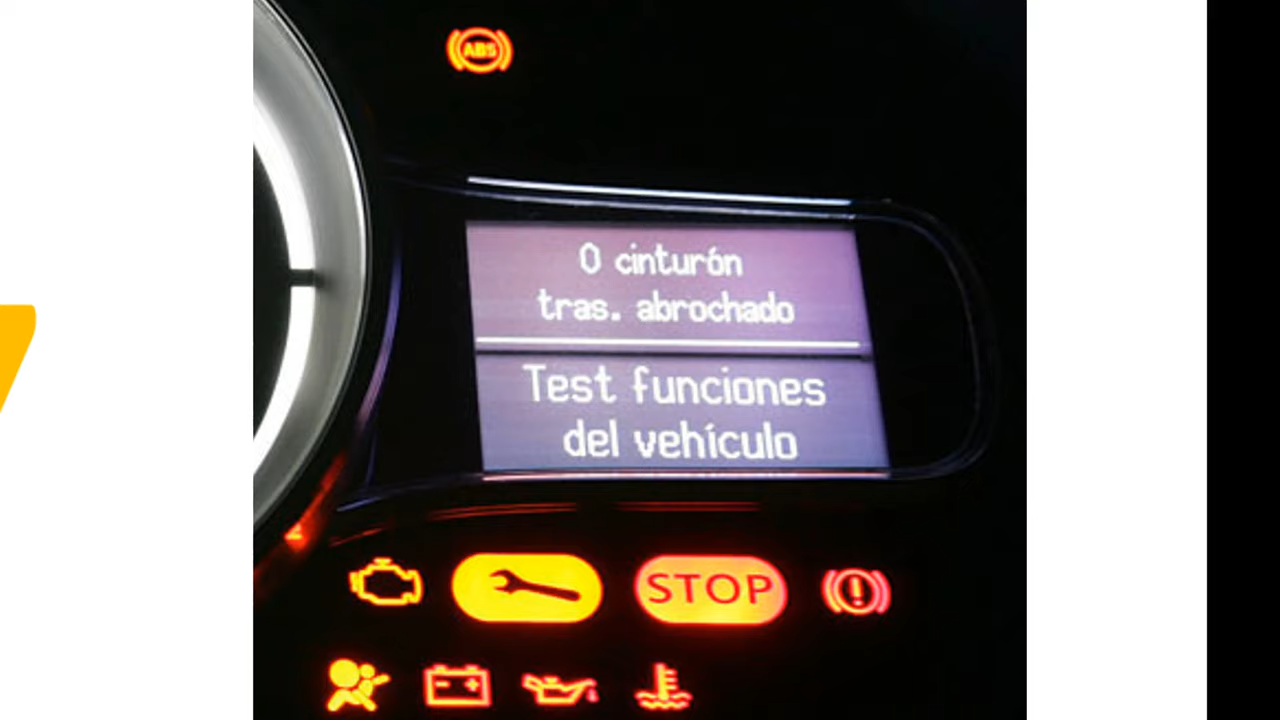 ABS
0 cinturón
tras. abrochado
Test funciones
del vehículo
STOP